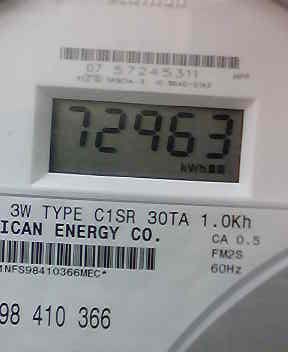 07 57245311
72963
kWh
3W TYPE C1SR 30TA 1.0Kh
ICAN ENERGY CO.
CA 0.5
FM2S
1NFS98410366MEC*
60Hz
98 410 366